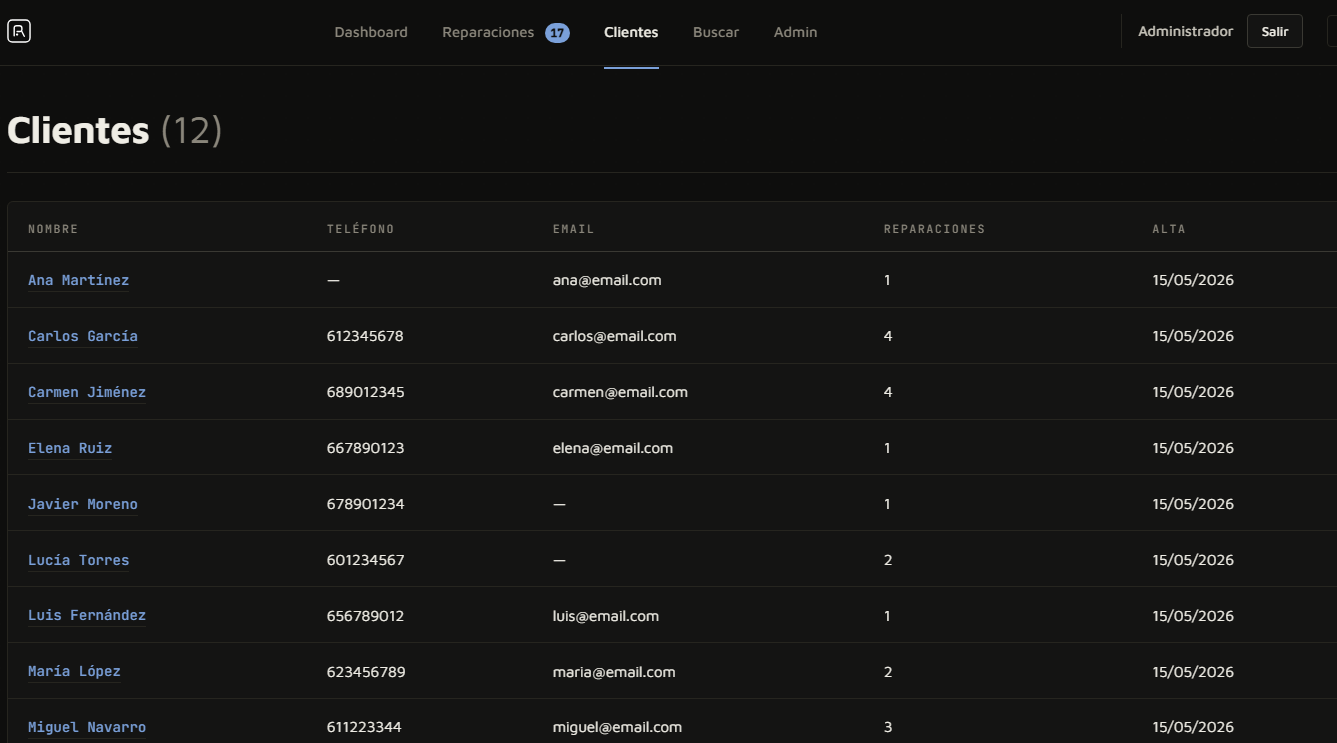 R Dashboard Reparaciones 17 Clientes Buscar Admin Administrador Salir
Clientes (12)
NOMBRE TELÉFONO EMAIL REPARACIONES ALTA
Ana Martínez — ana@email.com 1 15/05/2026
Carlos García 612345678 carlos@email.com 4 15/05/2026
Carmen Jiménez 689012345 carmen@email.com 4 15/05/2026
Elena Ruiz 667890123 elena@email.com 1 15/05/2026
Javier Moreno 678901234 — 1 15/05/2026
Lucía Torres 601234567 — 2 15/05/2026
Luis Fernández 656789012 luis@email.com 1 15/05/2026
María López 623456789 maria@email.com 2 15/05/2026
Miguel Navarro 611223344 miguel@email.com 3 15/05/2026